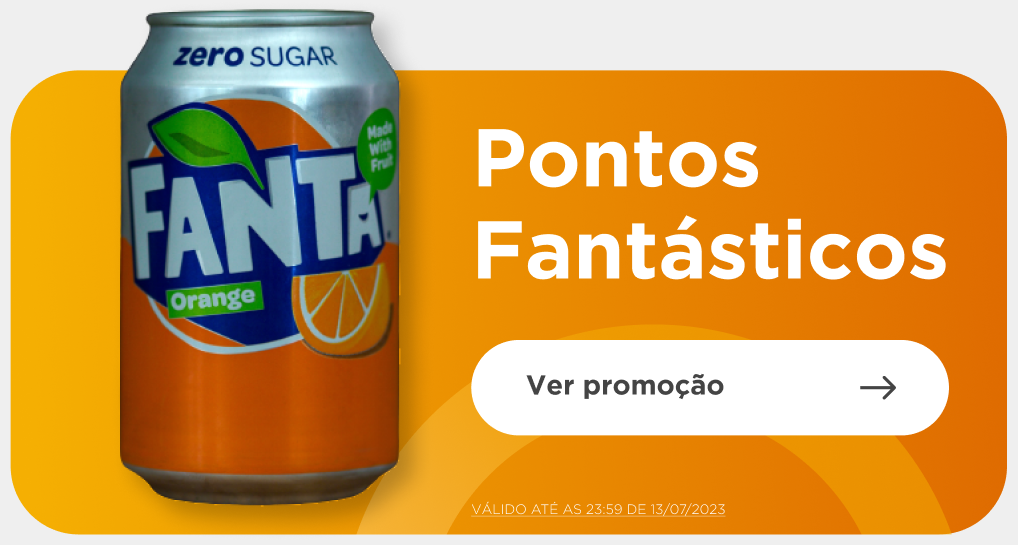 zero SUGAR
Made
With
Fruit
FANTA
Orange
Pontos
Fantásticos
Ver promoção
VÁLIDO ATÉ AS 23:59 DE 13/07/2023